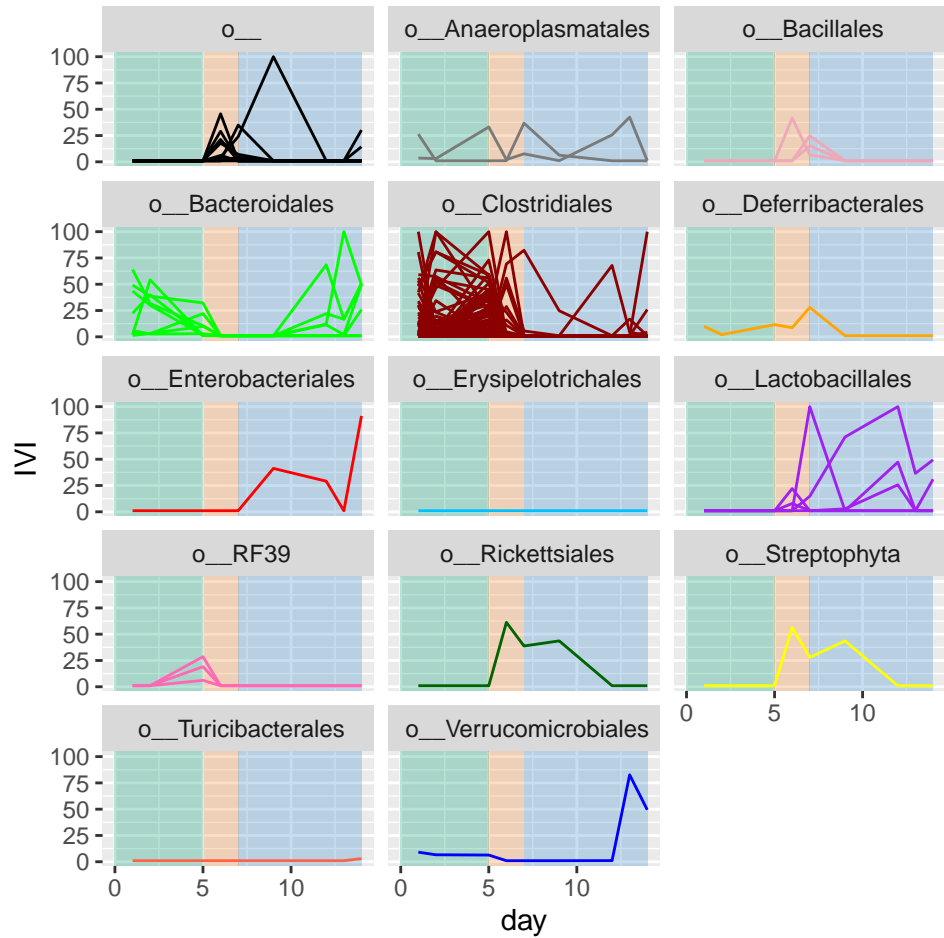 o__ o__Anaeroplasmatales o__Bacillales
100
75
50
25
0
o__Bacteroidales o__Clostridiales o__Deferribacterales
100
75
50
25
0
o__Enterobacteriales o__Erysipelotrichales o__Lactobacillales
100
75
50
25
0
IVI
o__RF39 o__Rickettsiales o__Streptophyta
100
75
50
25
0
0 5 10
o__Turicibacterales o__Verrucomicrobiales
100
75
50
25
0
0 5 10 0 5 10
day